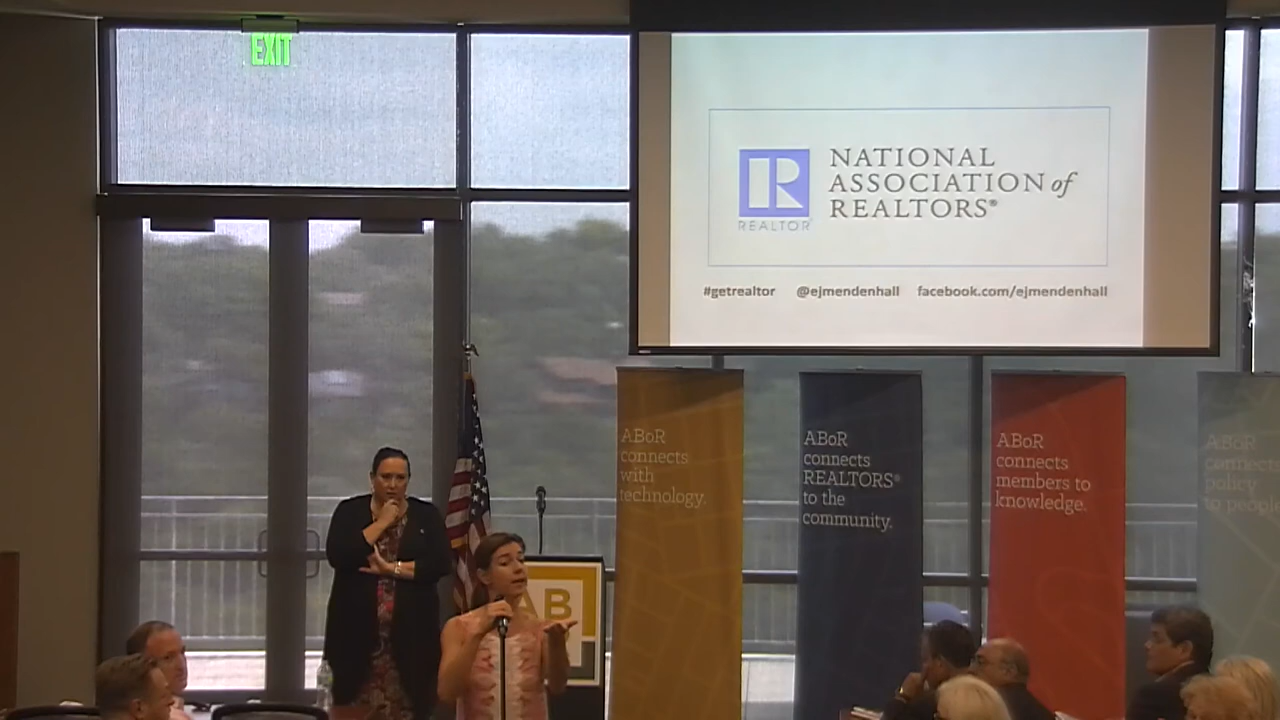 EXIT
R
REALTOR
NATIONAL
ASSOCIATION of
REALTORS®
#getrealtor @ejmendenhall facebook.com/ejmendenhall
ABoR
connects
with
technology.
ABoR
connects
REALTORS®
to the
community.
ABoR
connects
members to
knowledge.
ABoR
connects
policy
to people
AB